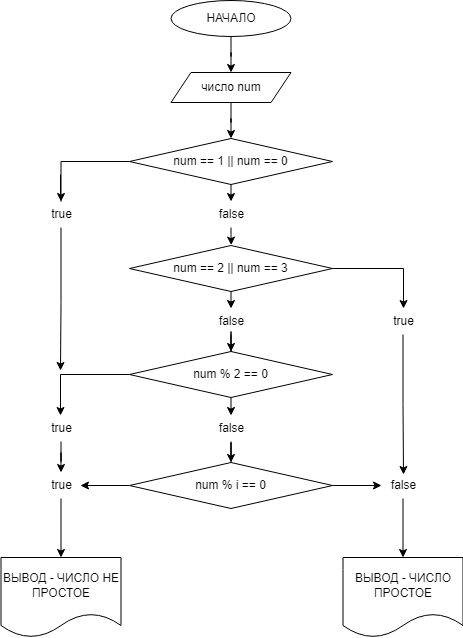 НАЧАЛО
число num
num == 1 || num == 0
true
false
num == 2 || num == 3
false
true
num % 2 == 0
true
false
true
num % i == 0
false
ВЫВОД - ЧИСЛО НЕ
ПРОСТОЕ
ВЫВОД - ЧИСЛО
ПРОСТОЕ